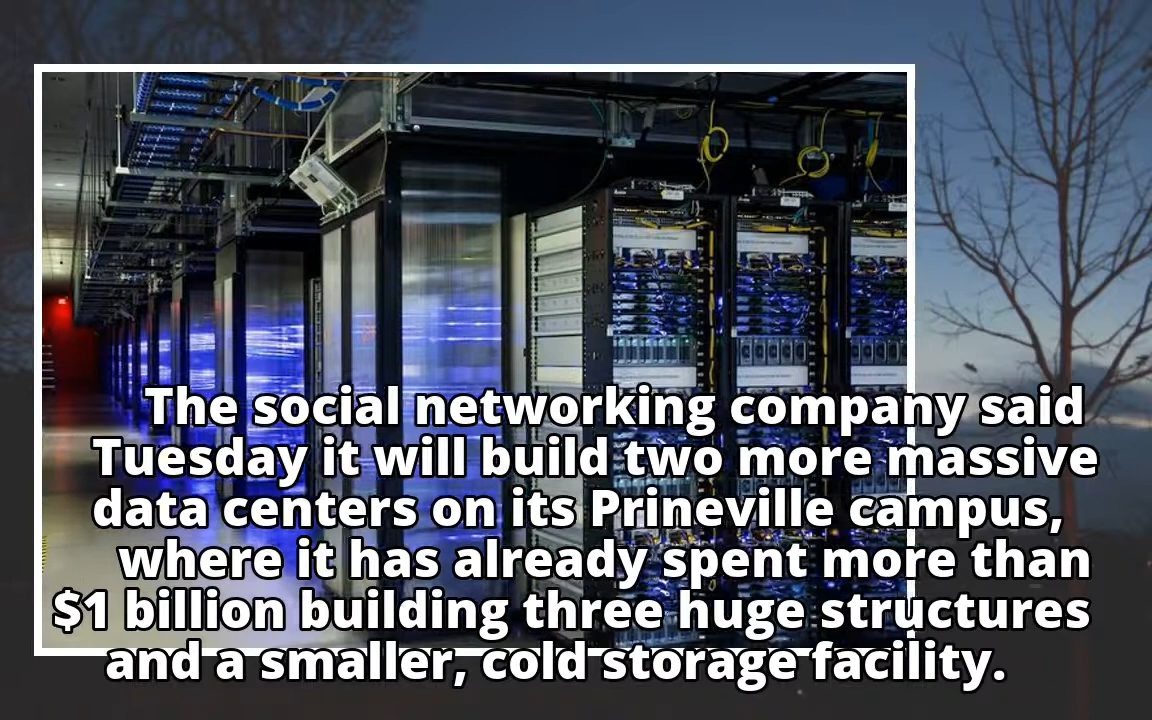 The social networking company said
Tuesday it will build two more massive
data centers on its Prineville campus,
where it has already spent more than
$1 billion building three huge structures
and a smaller, cold storage facility.